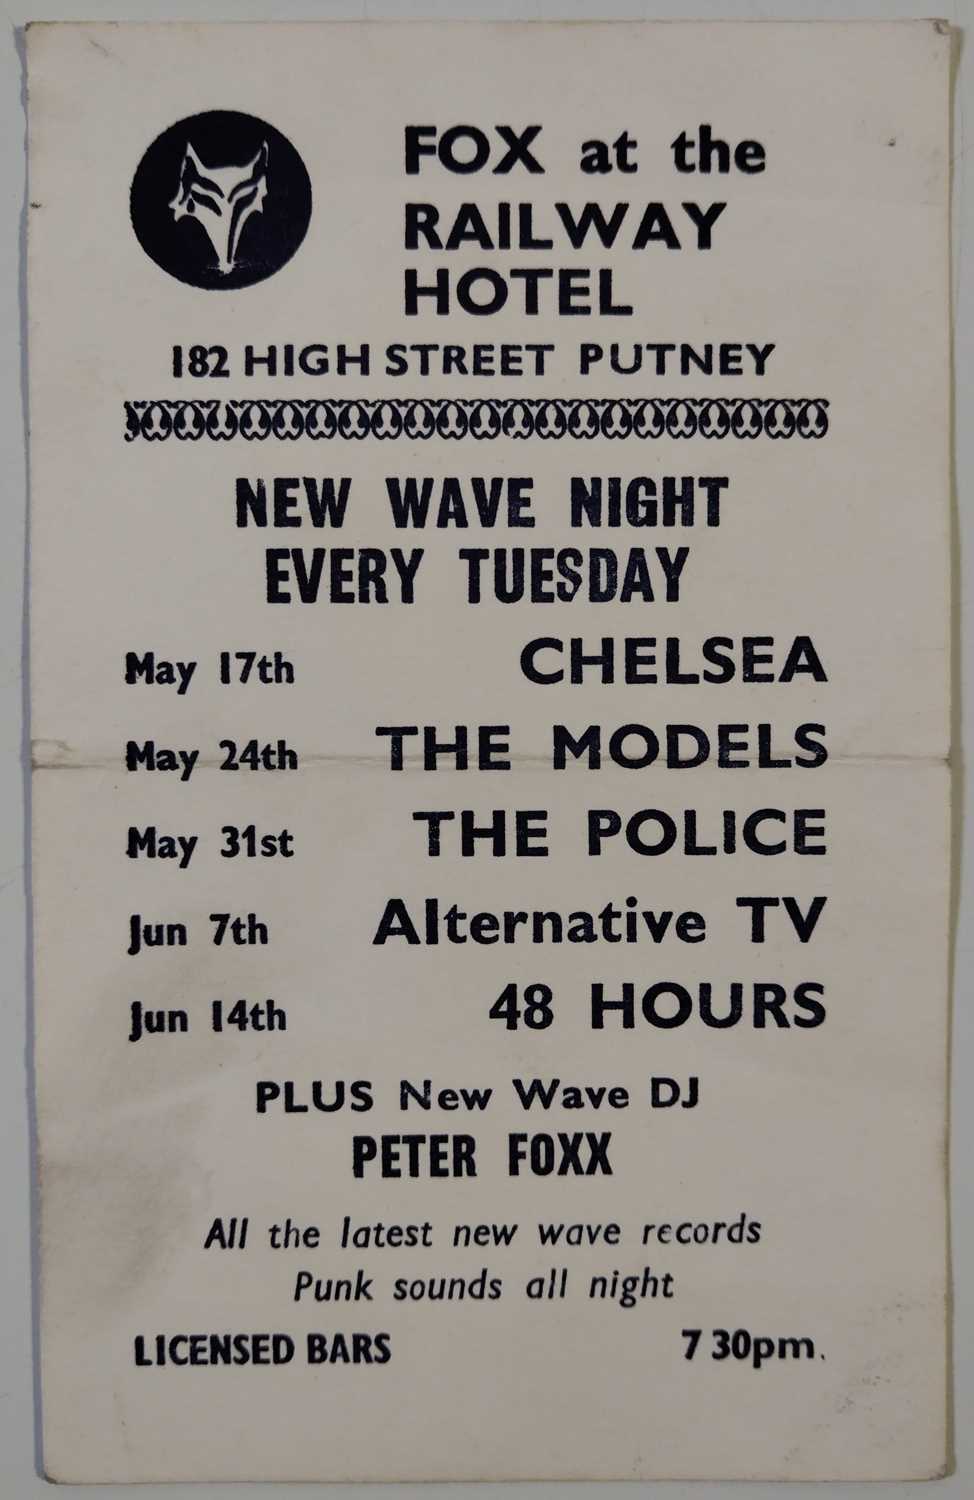 FOX at the
RAILWAY
HOTEL
182 HIGH STREET PUTNEY
NEW WAVE NIGHT
EVERY TUESDAY
May 17th CHELSEA
May 24th THE MODELS
May 31st THE POLICE
Jun 7th Alternative TV
Jun 14th 48 HOURS
PLUS New Wave DJ
PETER FOXX
All the latest new wave records
Punk sounds all night
LICENSED BARS 7 30pm.